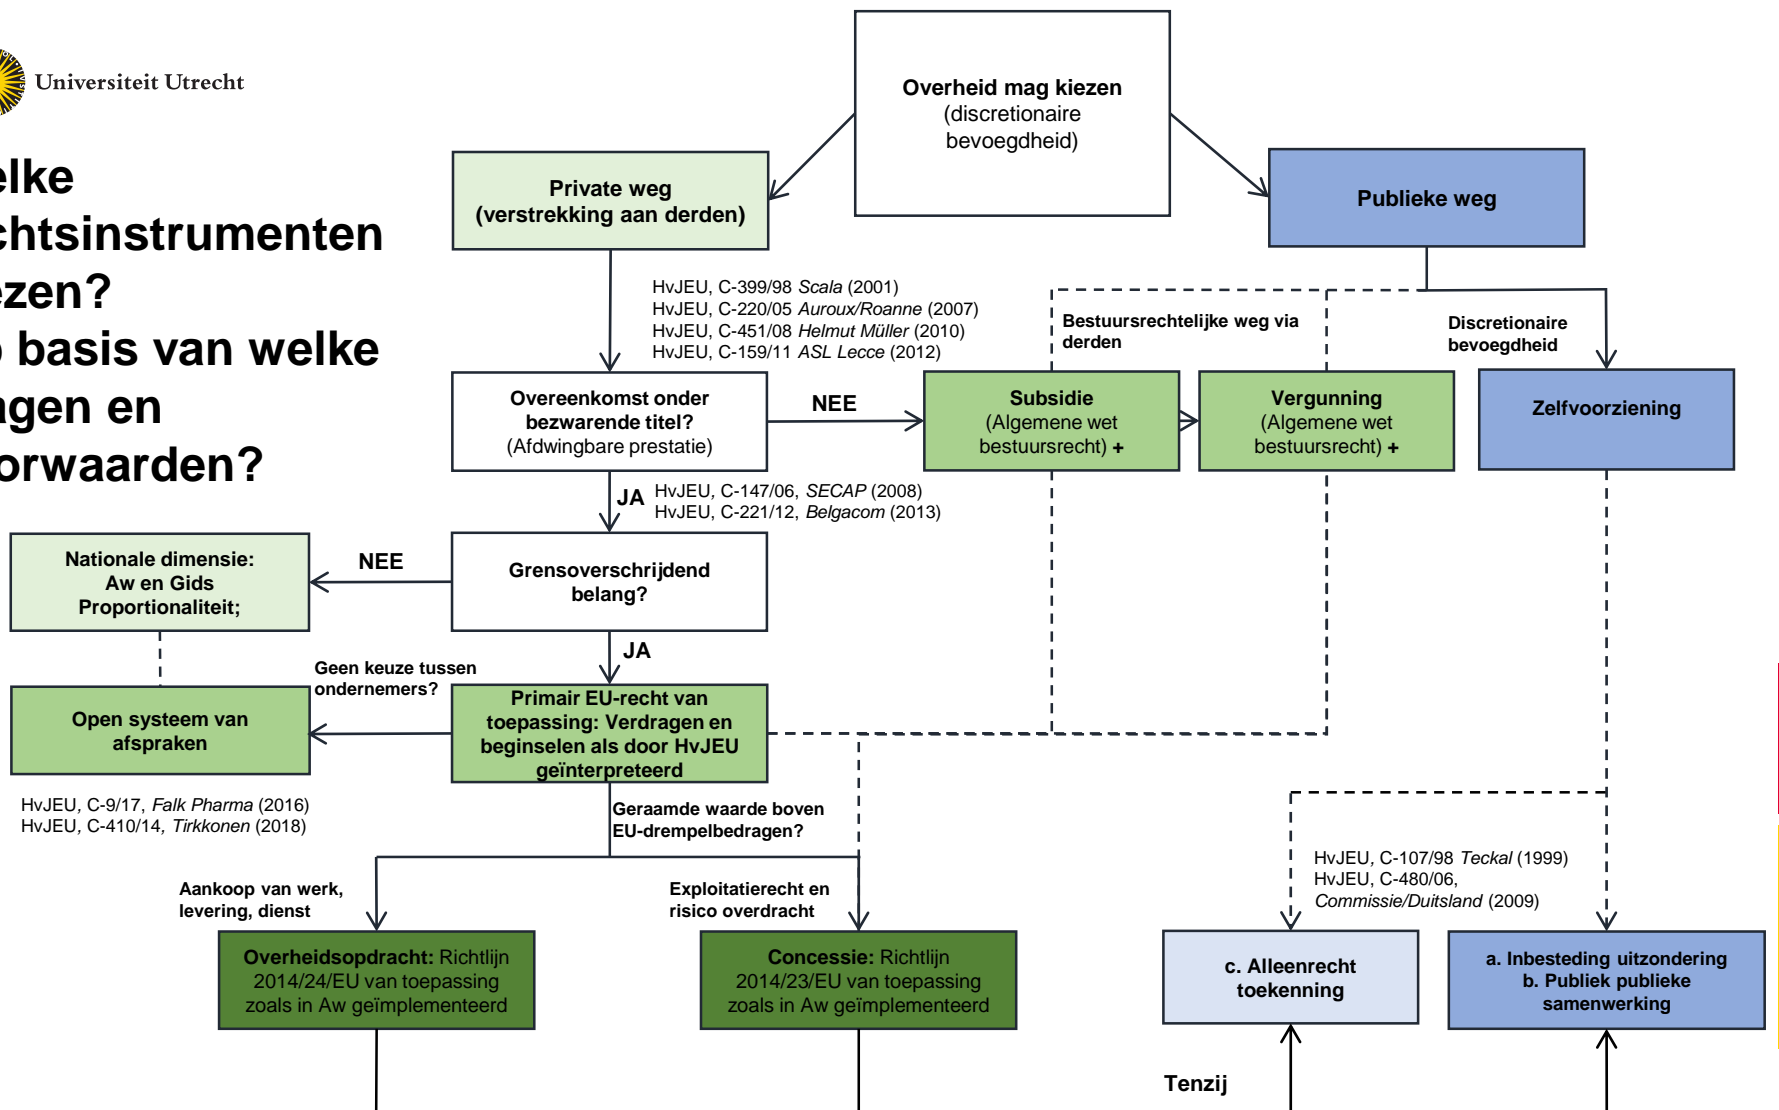 Universiteit Utrecht
elke
chtsinstrumenten
ezen?
basis van welke
agen en
orwaarden?
Overheid mag kiezen
(discretionaire
bevoegdheid)
Private weg
(verstrekking aan derden)
Publieke weg
HvJEU, C-399/98 Scala (2001)
HvJEU, C-220/05 Auroux/Roanne (2007)
HvJEU, C-451/08 Helmut Müller (2010)
HvJEU, C-159/11 ASL Lecce (2012)
Bestuursrechtelijke weg via
derden
Discretionaire
bevoegdheid
Overeenkomst onder
bezwarende titel?
(Afdwingbare prestatie)
NEE
Subsidie
(Algemene wet
bestuursrecht) +
Vergunning
(Algemene wet
bestuursrecht) +
Zelfvoorziening
JA
HvJEU, C-147/06, SECAP (2008)
HvJEU, C-221/12, Belgacom (2013)
Nationale dimensie:
Aw en Gids
Proportionaliteit;
NEE
Grensoverschrijdend
belang?
JA
Geen keuze tussen
ondernemers?
Open systeem van
afspraken
Primair EU-recht van
toepassing: Verdragen en
beginselen als door HvJEU
geïnterpreteerd
HvJEU, C-9/17, Falk Pharma (2016)
HvJEU, C-410/14, Tirkkonen (2018)
Geraamde waarde boven
EU-drempelbedragen?
Aankoop van werk,
levering, dienst
Exploitatierecht en
risico overdracht
HvJEU, C-107/98 Teckal (1999)
HvJEU, C-480/06,
Commissie/Duitsland (2009)
Overheidsopdracht: Richtlijn
2014/24/EU van toepassing
zoals in Aw geïmplementeerd
Concessie: Richtlijn
2014/23/EU van toepassing
zoals in Aw geïmplementeerd
c. Alleenrecht
toekenning
a. Inbesteding uitzondering
b. Publiek publieke
samenwerking
Tenzij